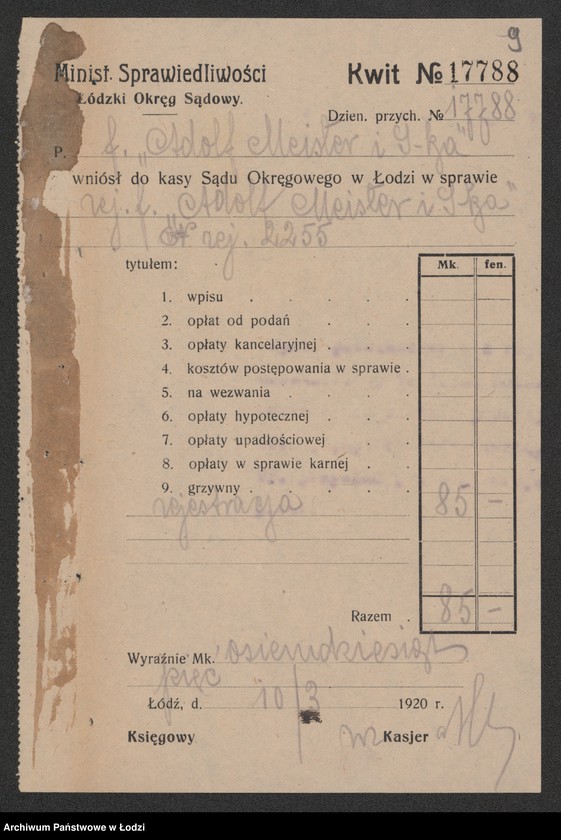 9
Minist. Sprawiedliwości
Łódzki Okręg Sądowy.
Kwit № 17788
Dzien. przych. № 17788
P. f. „Adolf Meister i S-ka"
wniósł do kasy Sądu Okręgowego w Łodzi w sprawie
rej. f. „Adolf Meister i S-ka"
rej. 2255
tytułem:
Mk. fen.
1. wpisu
2. opłat od podań
3. opłaty kancelaryjnej
4. kosztów postępowania w sprawie
5. na wezwania
6. opłaty hypotecznej
7. opłaty upadłościowej
8. opłaty w sprawie karnej
9. grzywny
rejestracja 85 –
Razem 85 –
Wyraźnie Mk. osiemdziesiąt
pięć
Łódź, d. 10/3 1920 r.
Księgowy Kasjer
Archiwum Państwowe w Łodzi